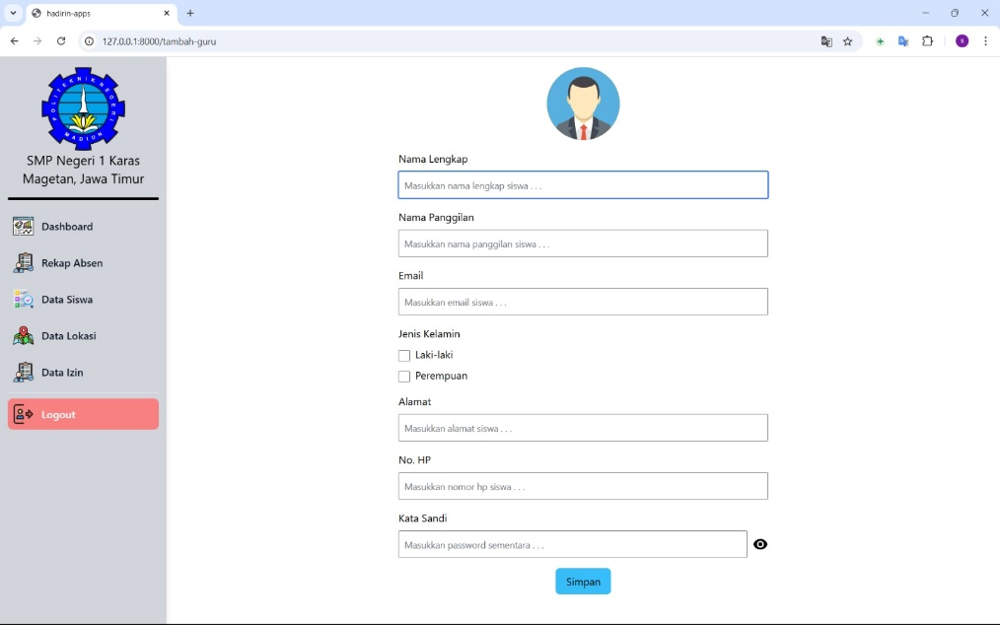 hadirin-apps
127.0.0.1:8000/tambah-guru
S
POLITEKNIK NEGERI
MADIUN
SMP Negeri 1 Karas
Magetan, Jawa Timur
Dashboard
Rekap Absen
Data Siswa
Data Lokasi
Data Izin
Logout
Nama Lengkap
Masukkan nama lengkap siswa . . .
Nama Panggilan
Masukkan nama panggilan siswa . . .
Email
Masukkan email siswa . . .
Jenis Kelamin
Laki-laki
Perempuan
Alamat
Masukkan alamat siswa . . .
No. HP
Masukkan nomor hp siswa . . .
Kata Sandi
Masukkan password sementara . . .
Simpan